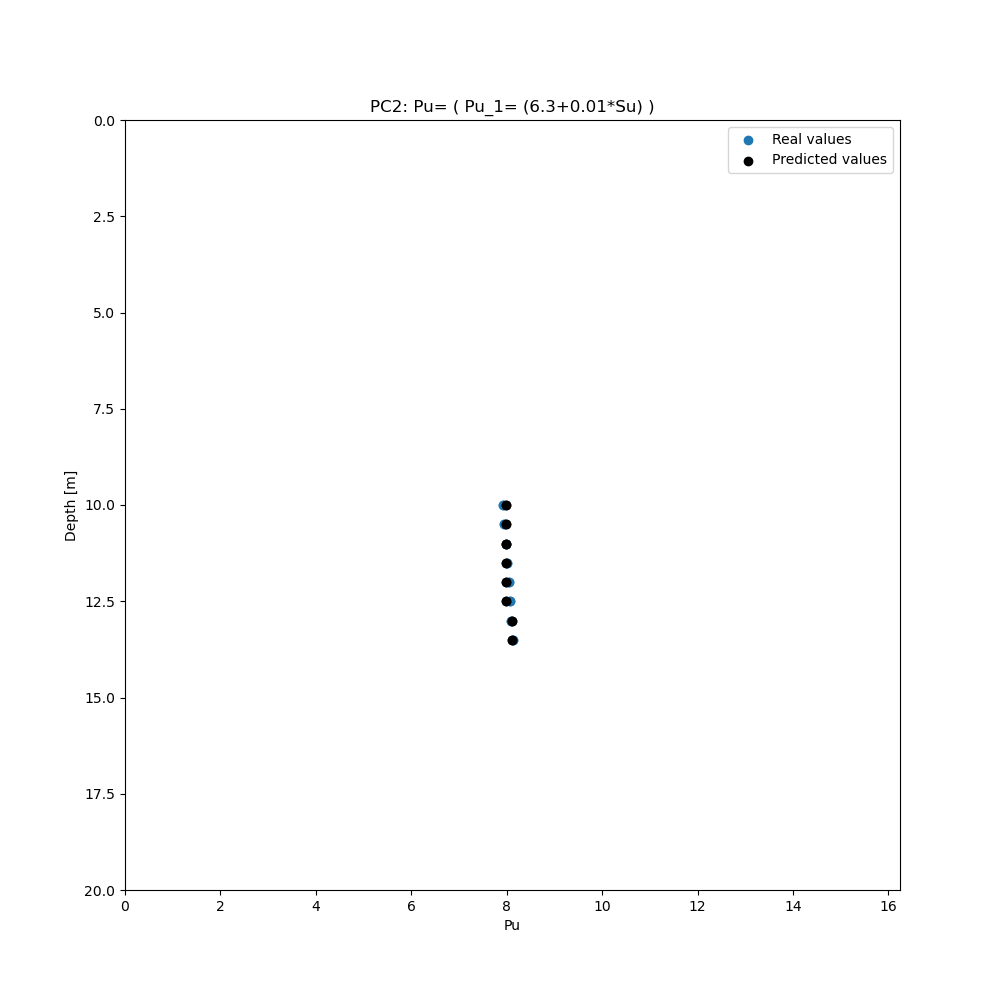 PC2: Pu= ( Pu_1= (6.3+0.01*Su) )
Real values
Predicted values
0.0
2.5
5.0
7.5
10.0
12.5
15.0
17.5
20.0
Depth [m]
0 2 4 6 8 10 12 14 16
Pu